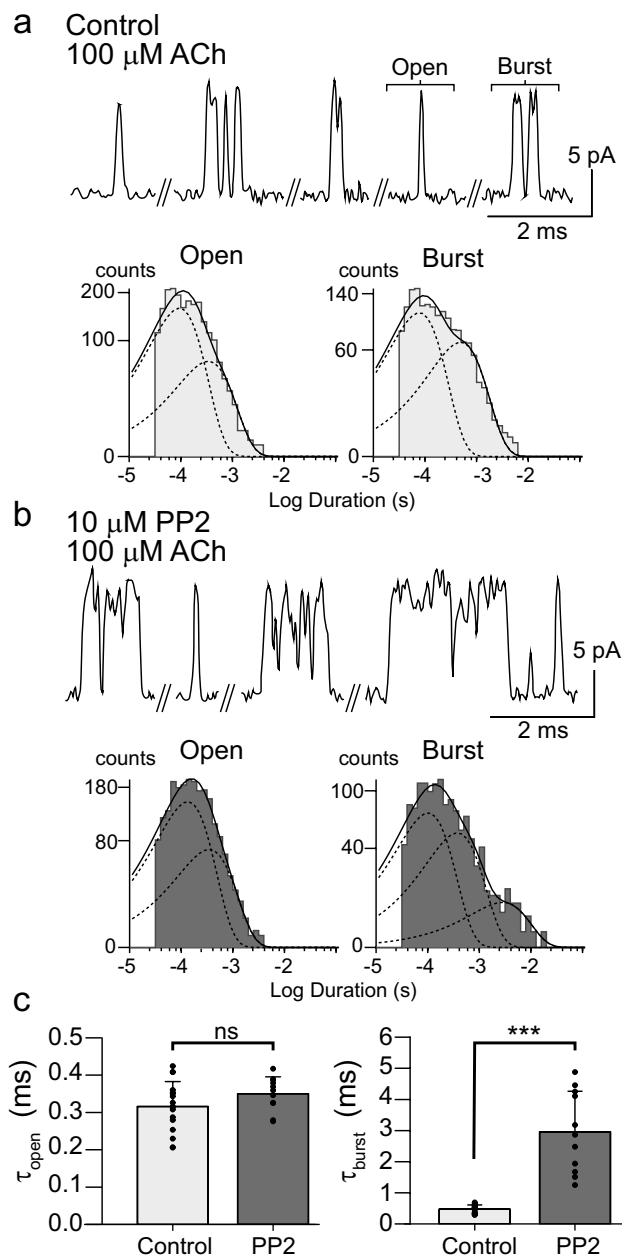 a
Control
100 μM ACh
Open
Burst
5 pA
2 ms
Open
Burst
counts
counts
200
100
0
140
60
0
-5 -4 -3 -2
-5 -4 -3 -2
Log Duration (s)
b
10 μM PP2
100 μM ACh
5 pA
2 ms
Open
Burst
counts
counts
180
80
0
100
40
0
-5 -4 -3 -2
-5 -4 -3 -2
Log Duration (s)
c
τopen (ms)
0.5
0.4
0.3
0.2
0.1
0.0
ns
Control PP2
τburst (ms)
6
5
4
3
2
1
0
***
Control PP2